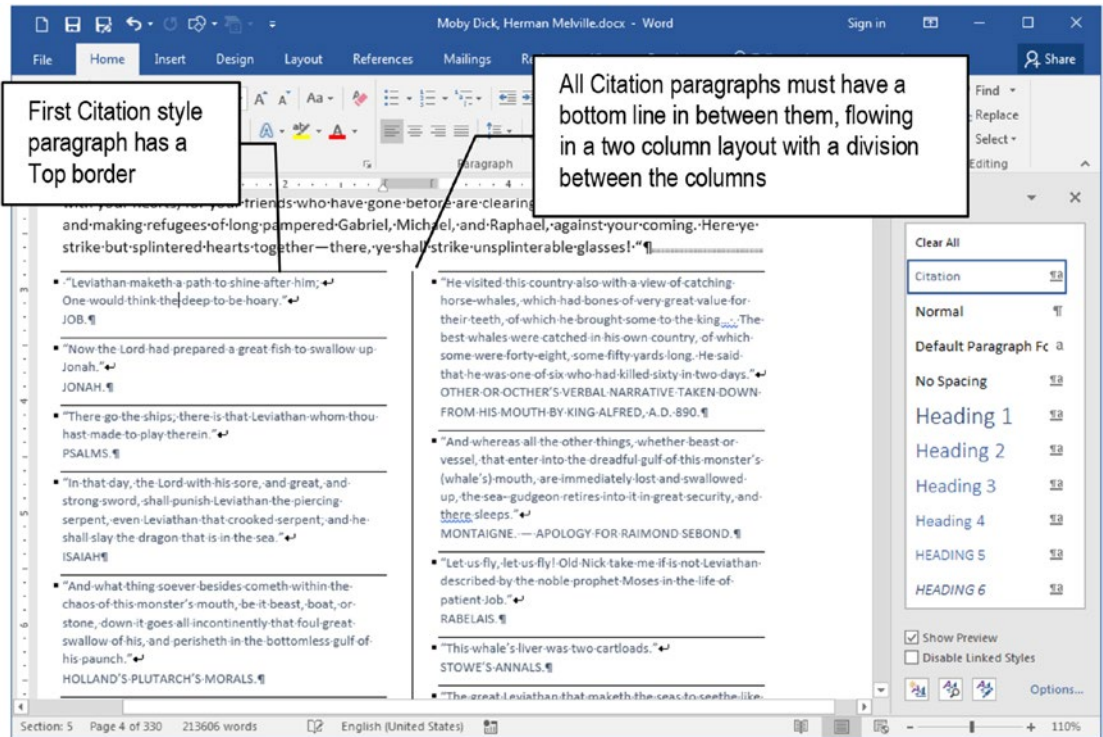 Moby Dick, Herman Melville.docx - Word
Sign in
File Home Insert Design Layout References Mailings
Share
First Citation style
paragraph has a
Top border
All Citation paragraphs must have a
bottom line in between them, flowing
in a two column layout with a division
between the columns
Aa
Paragraph
Find
Replace
Select
Editing
2 4
friends·who·have·gone·before·are·clearing
and·making·refugees·of·long·pampered·Gabriel,·Michael,·and·Raphael,·against·your·coming.·Here·ye·
strike·but·splintered·hearts·together—there,·ye·shall·strike·unsplinterable·glasses!·“¶
▪ ·“Leviathan·maketh·a·path·to·shine·after·him;↵
One·would·think·the·deep·to·be·hoary.”↵
JOB.¶
▪ “Now·the·Lord·had·prepared·a·great·fish·to·swallow·up·
Jonah.”↵
JONAH.¶
▪ “There·go·the·ships;·there·is·that·Leviathan·whom·thou·
hast·made·to·play·therein.”↵
PSALMS.¶
▪ “In·that·day,·the·Lord·with·his·sore,·and·great,·and·
strong·sword,·shall·punish·Leviathan·the·piercing·
serpent,·even·Leviathan·that·crooked·serpent;·and·he·
shall·slay·the·dragon·that·is·in·the·sea.”↵
ISAIAH¶
▪ “And·what·thing·soever·besides·cometh·within·the·
chaos·of·this·monster’s·mouth,·be·it·beast,·boat,·or·
stone,·down·it·goes·all·incontinently·that·foul·great·
swallow·of·his,·and·perisheth·in·the·bottomless·gulf·of·
his·paunch.”↵
HOLLAND’S·PLUTARCH’S·MORALS.¶
▪ “He·visited·this·country·also·with·a·view·of·catching·
horse-whales,·which·had·bones·of·very·great·value·for·
their·teeth,·of·which·he·brought·some·to·the·king....·The·
best·whales·were·catched·in·his·own·country,·of·which·
some·were·forty-eight,·some·fifty·yards·long.·He·said·
that·he·was·one·of·six·who·had·killed·sixty·in·two·days.”↵
OTHER·OR·OCTHER’S·VERBAL·NARRATIVE·TAKEN·DOWN·
FROM·HIS·MOUTH·BY·KING·ALFRED,·A.D.·890.¶
▪ “And·whereas·all·the·other·things,·whether·beast·or·
vessel,·that·enter·into·the·dreadful·gulf·of·this·monster’s·
(whale’s)·mouth,·are·immediately·lost·and·swallowed·
up,·the·sea-gudgeon·retires·into·it·in·great·security,·and·
there·sleeps.”↵
MONTAIGNE.·—·APOLOGY·FOR·RAIMOND·SEBOND.¶
▪ “Let·us·fly,·let·us·fly!·Old·Nick·take·me·if·is·not·Leviathan·
described·by·the·noble·prophet·Moses·in·the·life·of·
patient·Job.”↵
RABELAIS.¶
▪ “This·whale’s·liver·was·two·cartloads.”↵
STOWE’S·ANNALS.¶
▪ “The·great·Leviathan·that·maketh·the·seas·to·seethe·like·
Clear All
Citation ¶a
Normal ¶
Default Paragraph Fc a
No Spacing ¶a
Heading 1 ¶a
Heading 2 ¶a
Heading 3 ¶a
Heading 4 ¶a
HEADING 5 ¶a
HEADING 6 ¶a
Show Preview
Disable Linked Styles
Options...
Section: 5 Page 4 of 330 213606 words English (United States) 110%